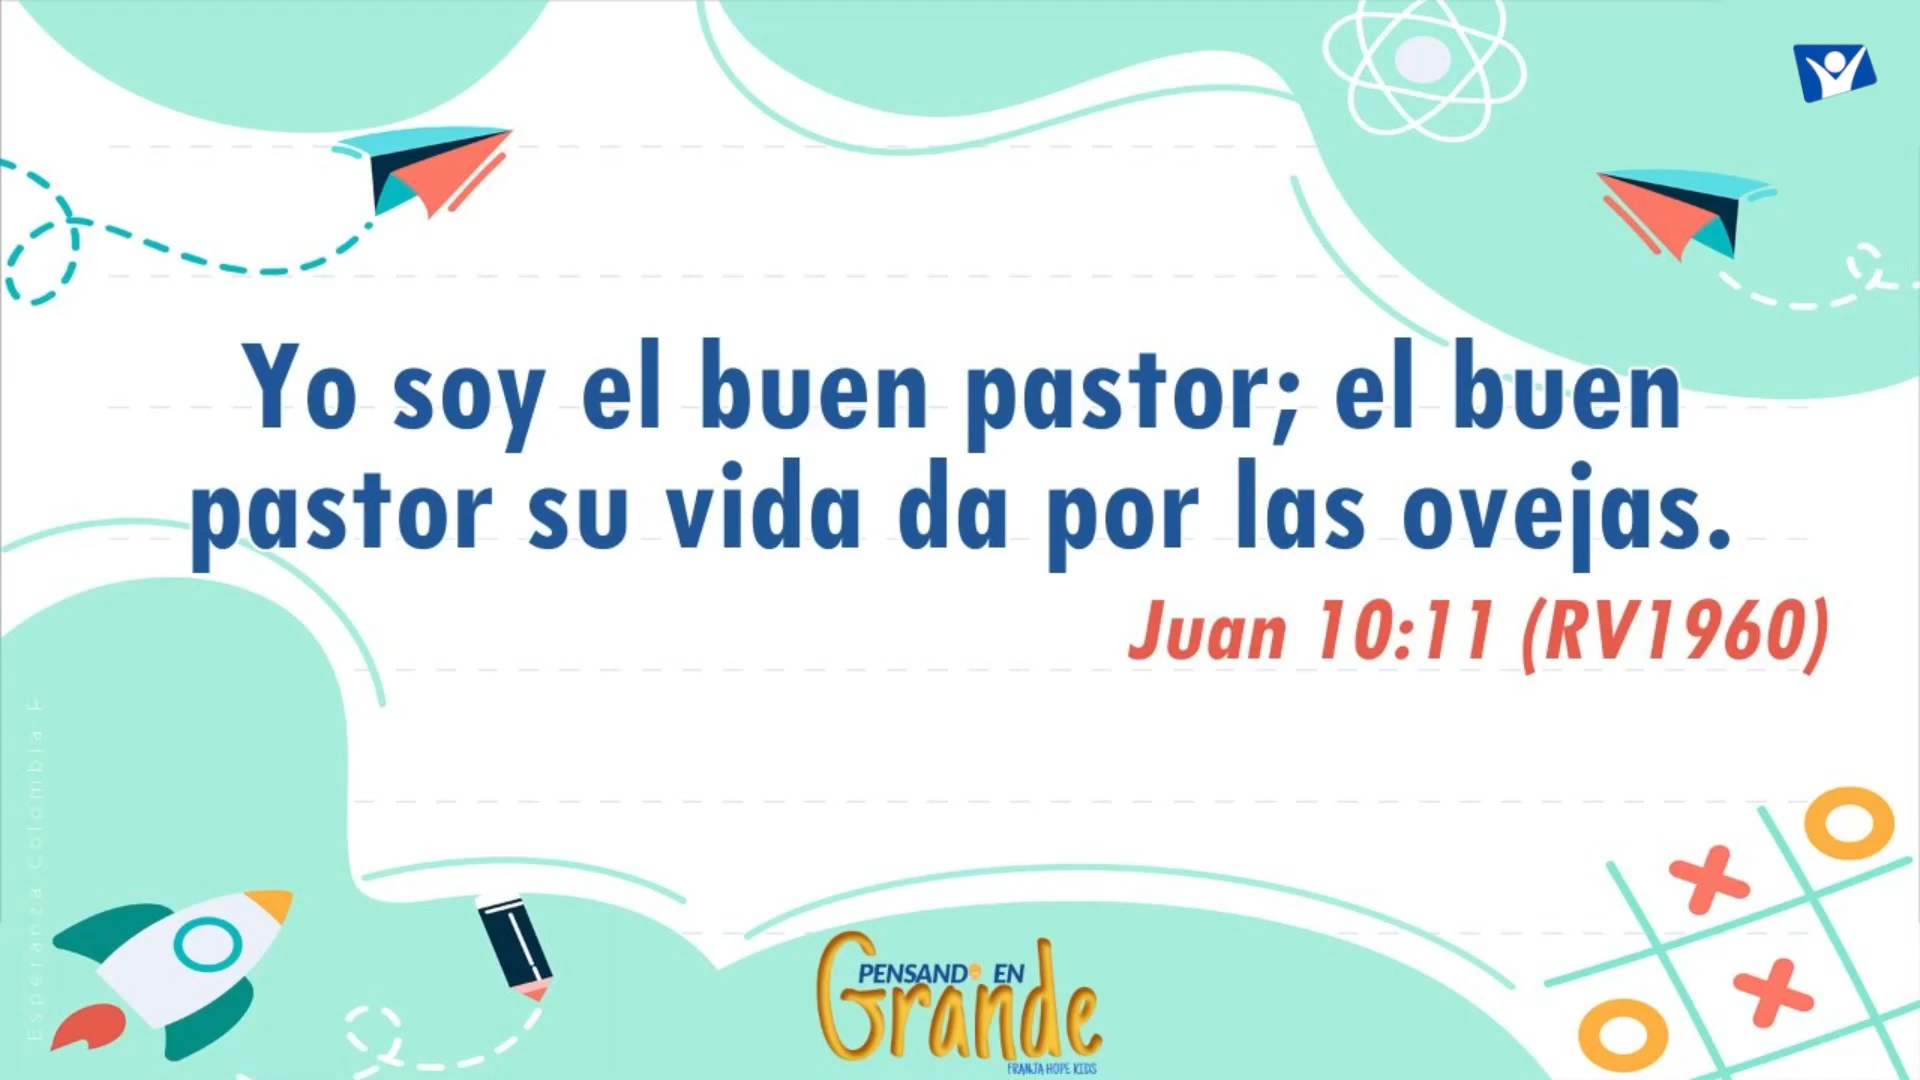 Yo soy el buen pastor; el buen
pastor su vida da por las ovejas.
Juan 10:11 (RV1960)
Esperanza Colombia F
PENSANDO EN
Grande
FRANJA HOPE KIDS